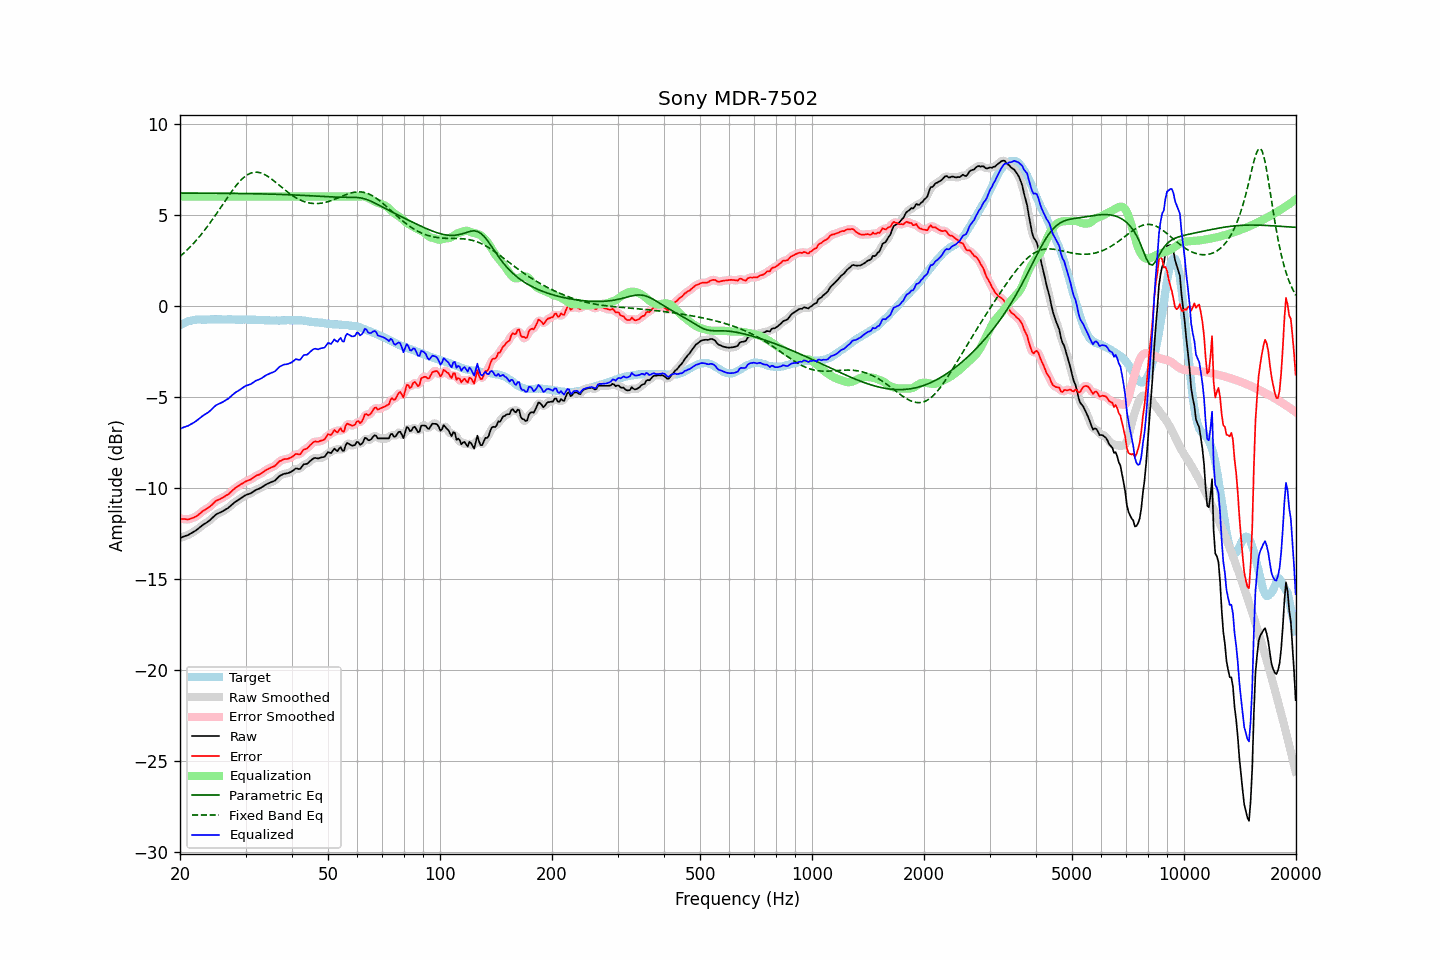 Sony MDR-7502
Amplitude (dBr)
10
5
0
−5
−10
−15
−20
−25
−30
Target
Raw Smoothed
Error Smoothed
Raw
Error
Equalization
Parametric Eq
Fixed Band Eq
Equalized
20 50 100 200 500 1000 2000 5000 10000 20000
Frequency (Hz)